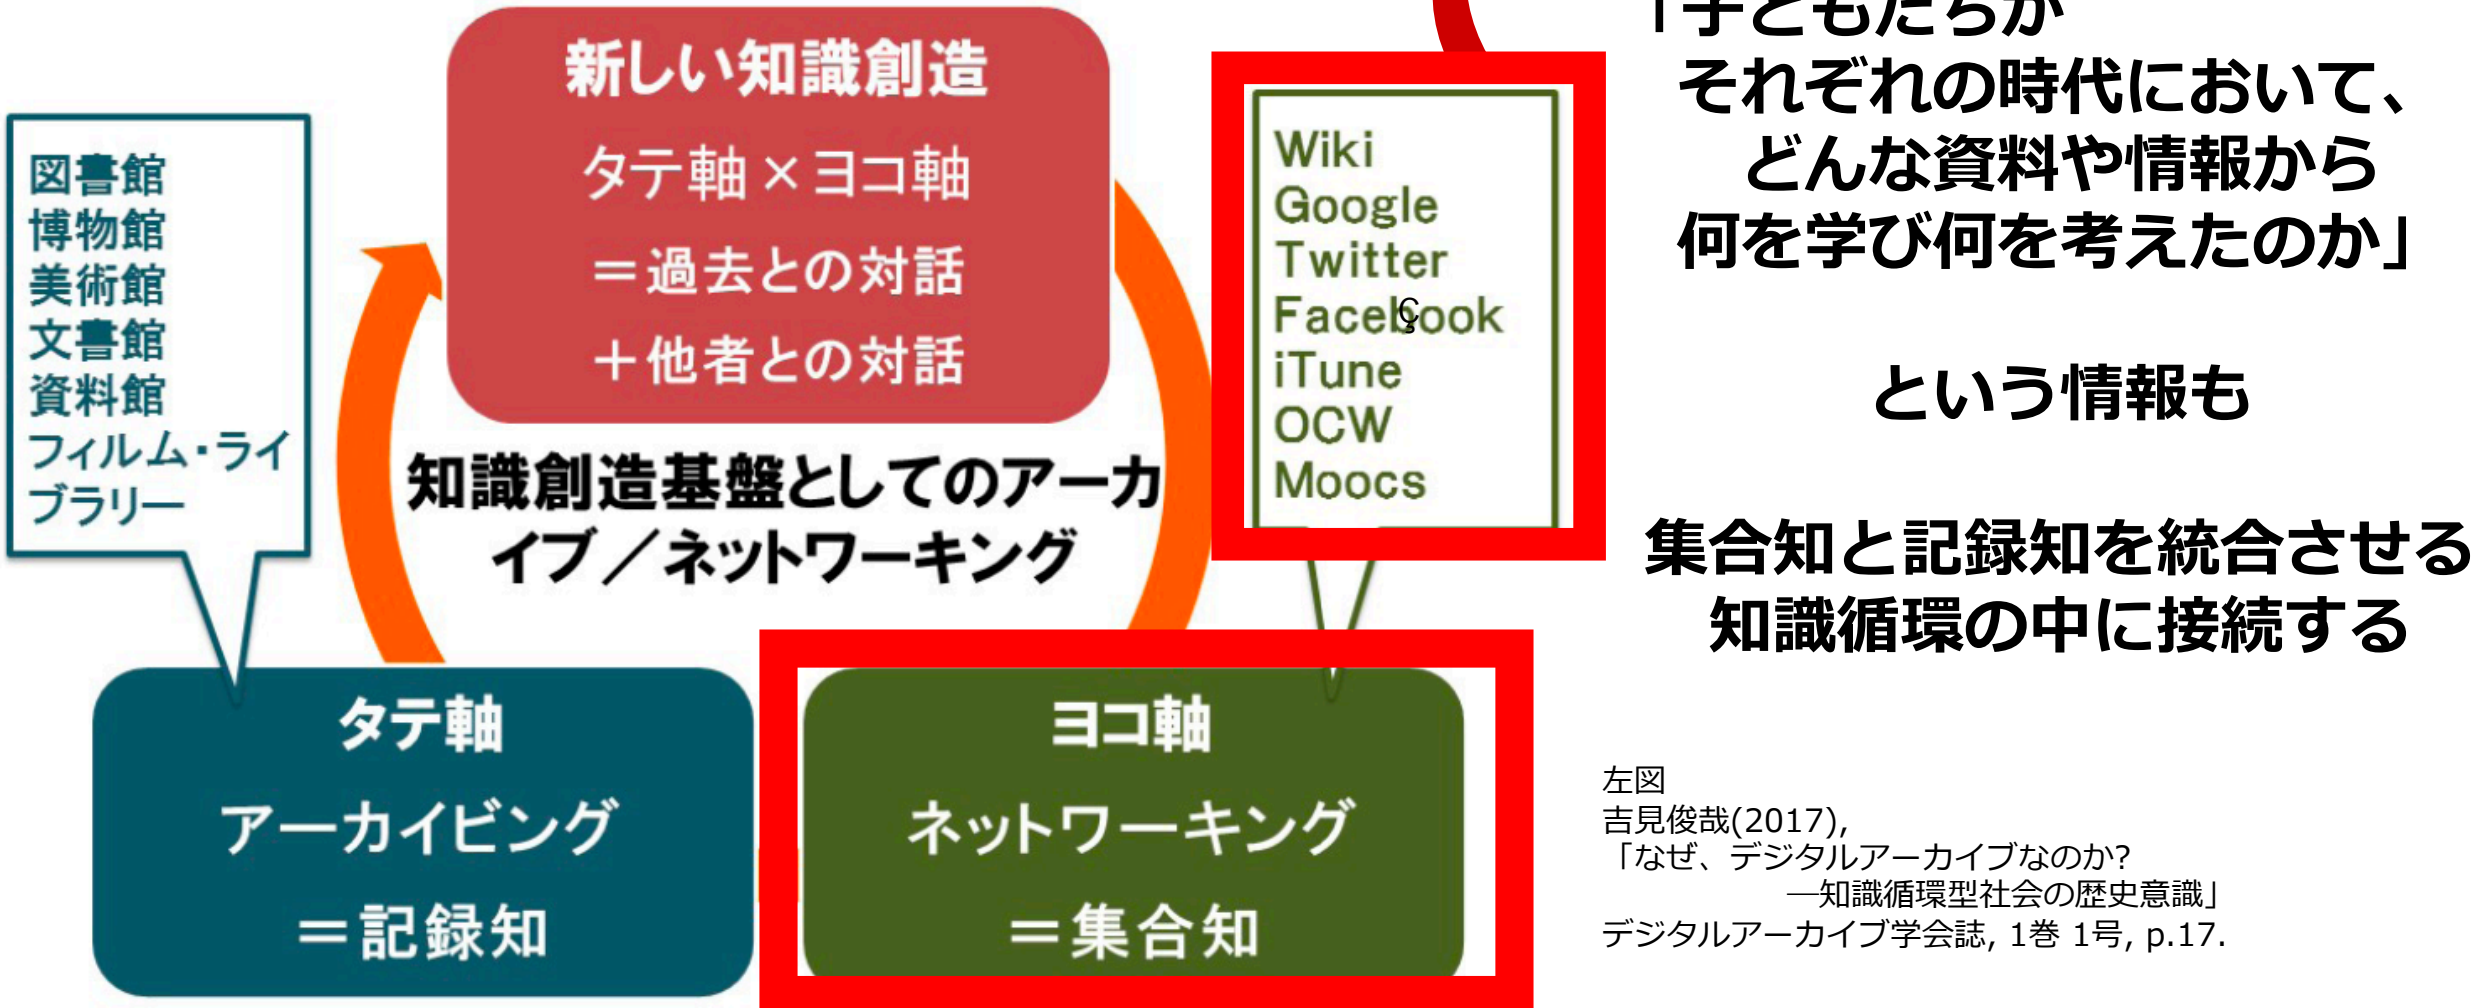 新しい知識創造
タテ軸×ヨコ軸
＝過去との対話
＋他者との対話
図書館
博物館
美術館
文書館
資料館
フィルム・ライ
ブラリー
知識創造基盤としてのアーカ
イブ／ネットワーキング
Wiki
Google
Twitter
Facebook
iTune
OCW
Moocs
ç
タテ軸
アーカイビング
＝記録知
ヨコ軸
ネットワーキング
＝集合知
「子どもたちが
それぞれの時代において、
どんな資料や情報から
何を学び何を考えたのか」
という情報も
集合知と記録知を統合させる
知識循環の中に接続する
左図
吉見俊哉(2017),
「なぜ、デジタルアーカイブなのか?
―知識循環型社会の歴史意識」
デジタルアーカイブ学会誌, 1巻 1号, p.17.